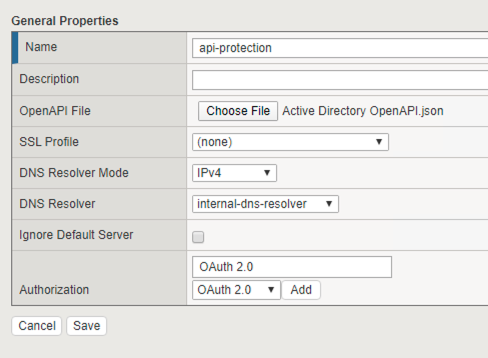 General Properties
Name api-protection
Description
OpenAPI File Choose File Active Directory OpenAPI.json
SSL Profile (none)
DNS Resolver Mode IPv4
DNS Resolver internal-dns-resolver
Ignore Default Server
OAuth 2.0
Authorization OAuth 2.0 Add
Cancel Save